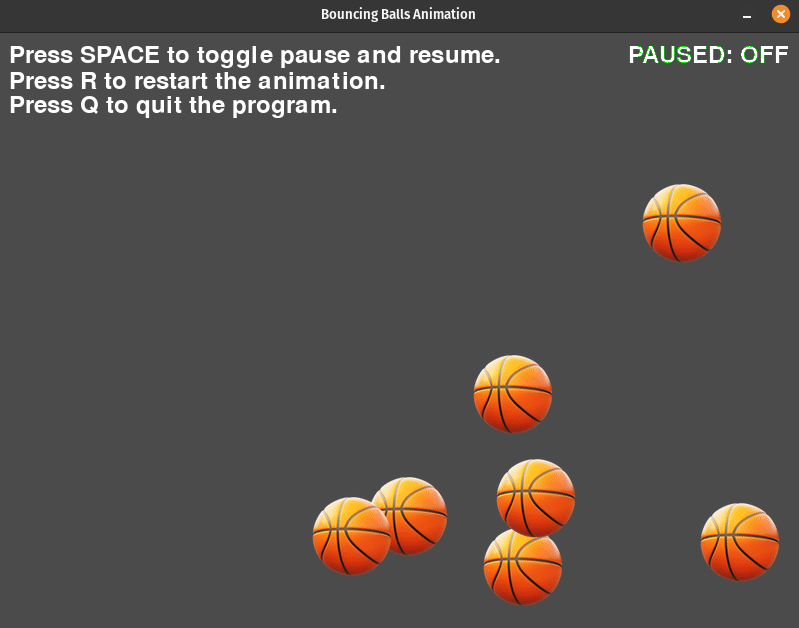 Bouncing Balls Animation
Press SPACE to toggle pause and resume.
PAUSED: OFF
Press R to restart the animation.
Press Q to quit the program.